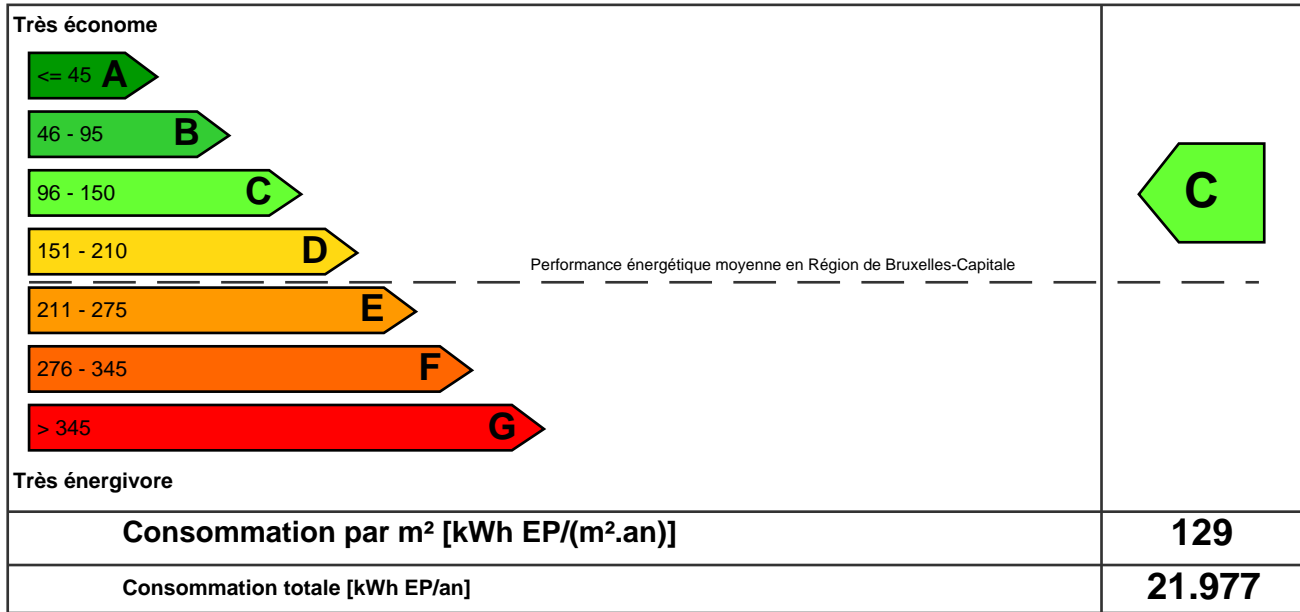 Très économe
<= 45 A
46 - 95 B
96 - 150 C
C
151 - 210 D
Performance énergétique moyenne en Région de Bruxelles-Capitale
211 - 275 E
276 - 345 F
> 345 G
Très énergivore
Consommation par m² [kWh EP/(m².an)] 129
Consommation totale [kWh EP/an] 21.977